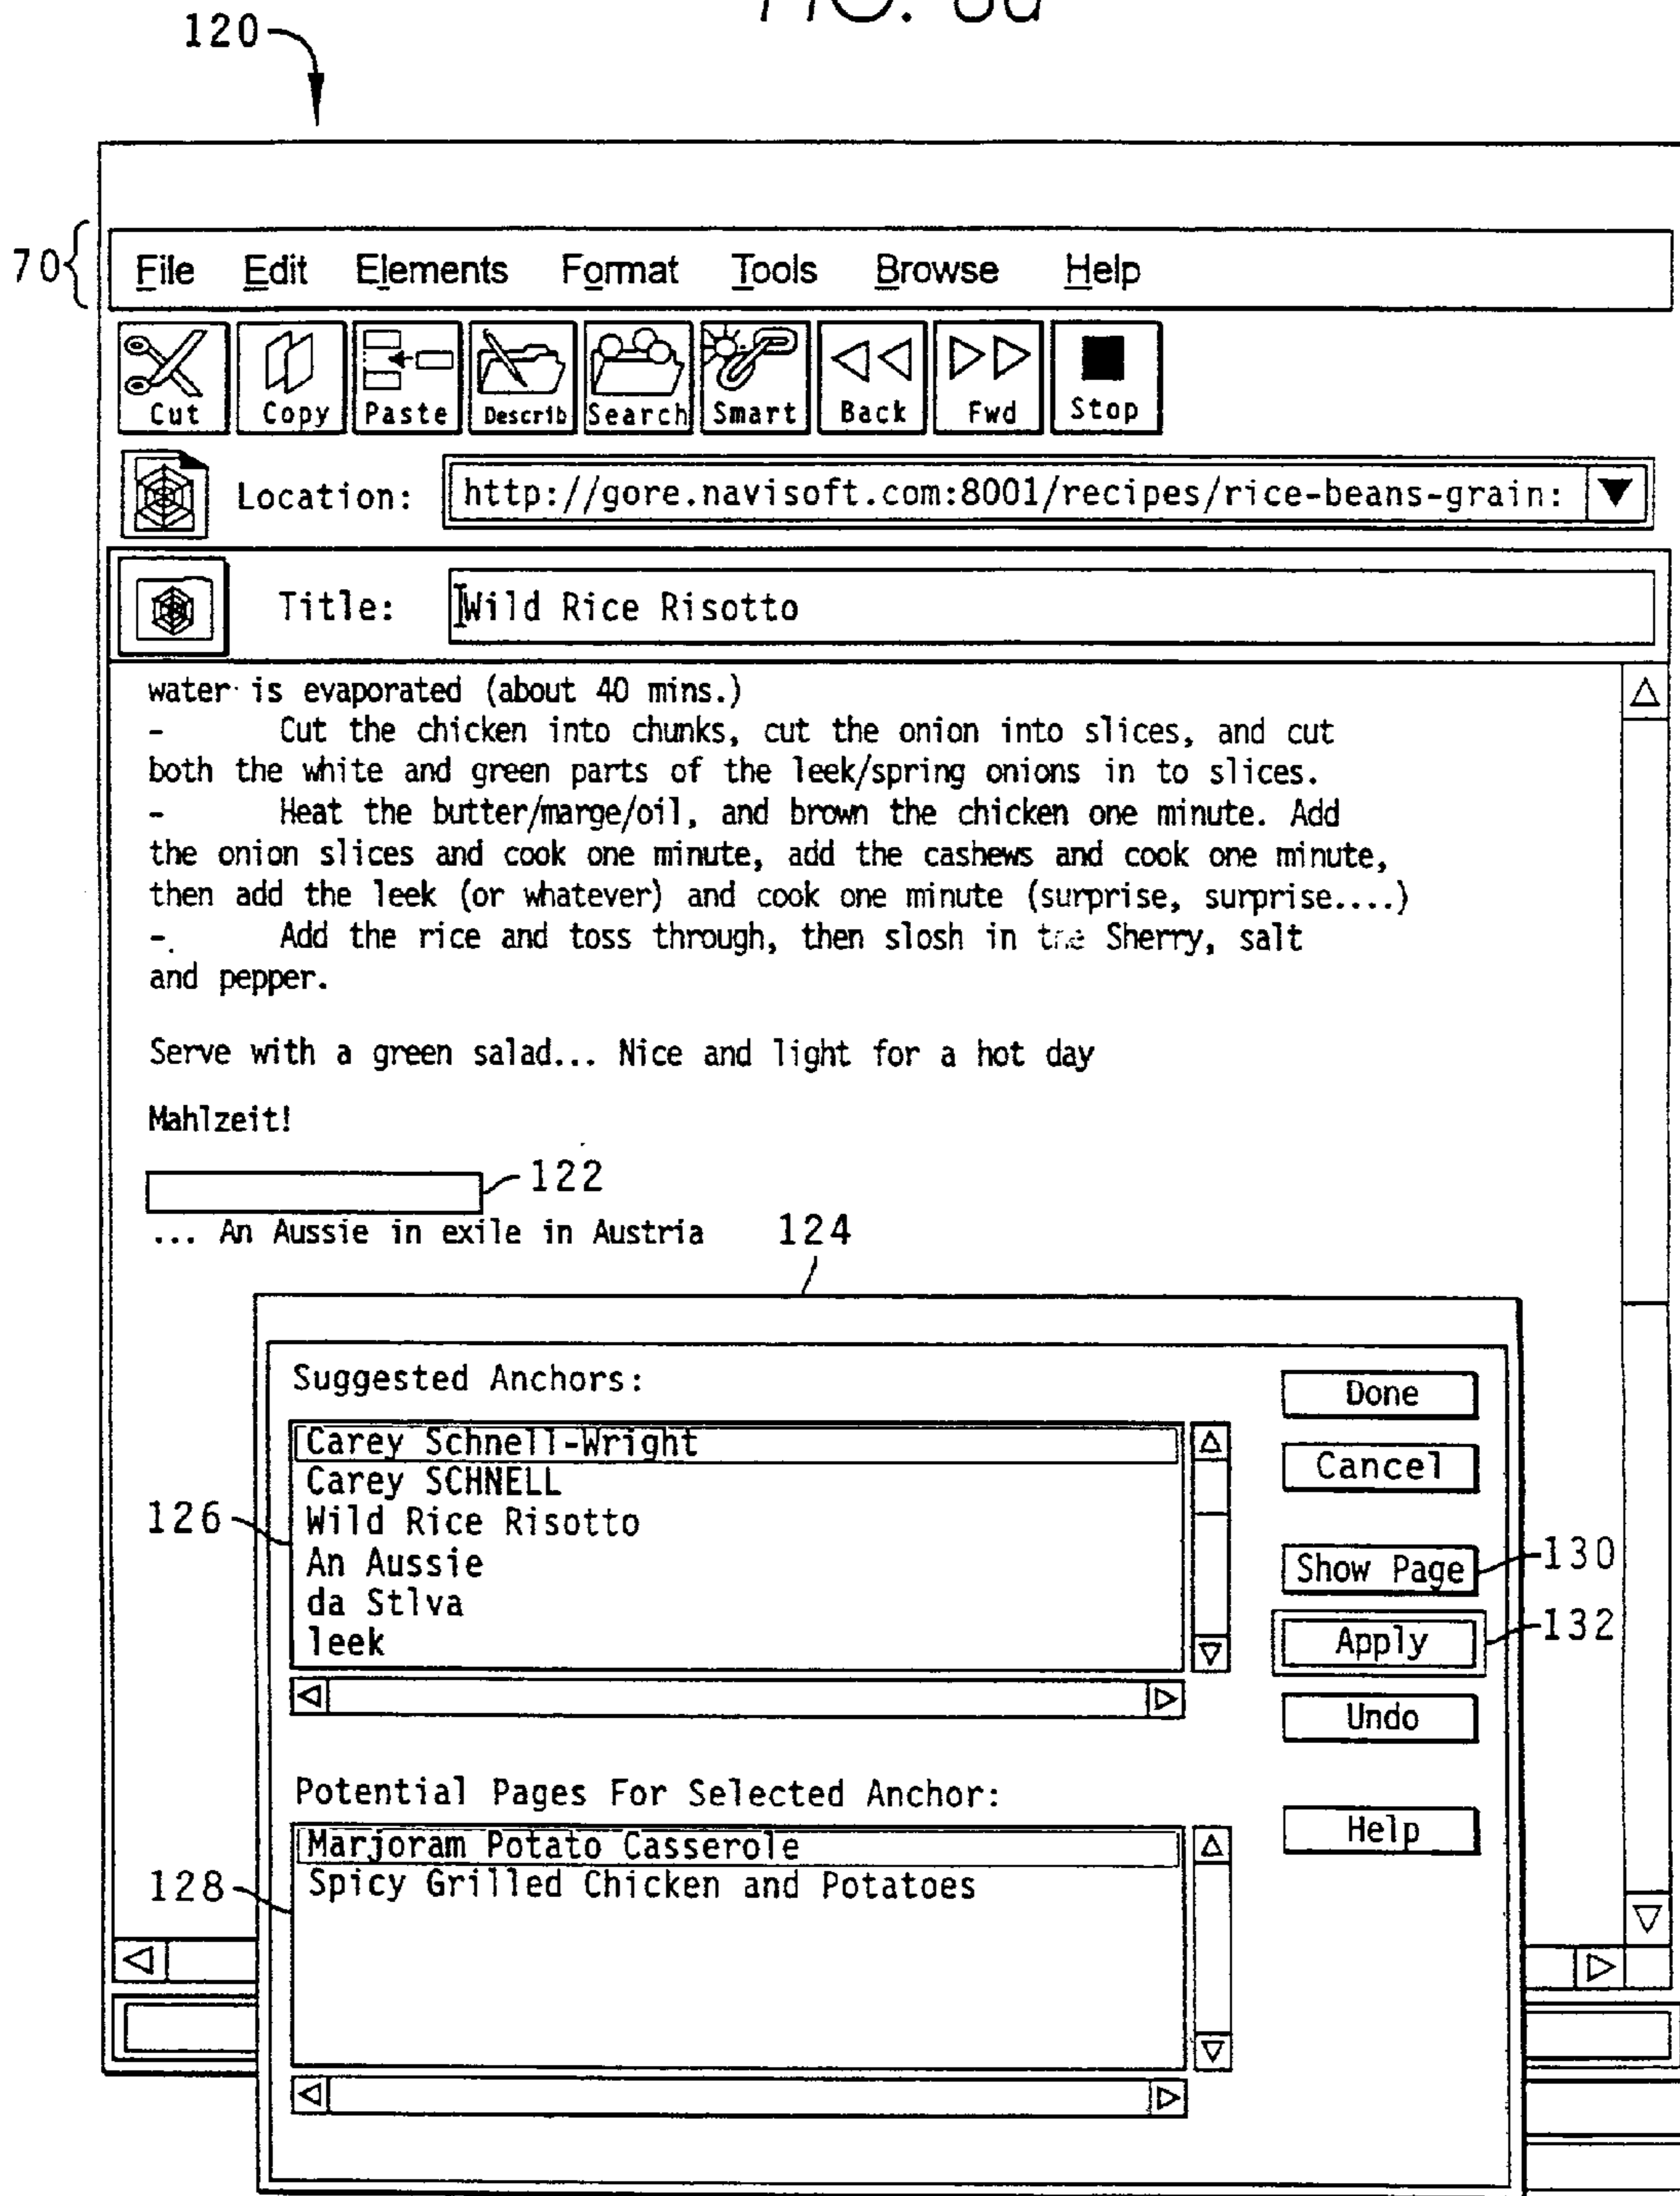 FIG.
120
70
File Edit Elements Format Tools Browse Help
Cut Copy Paste Describ Search Smart Back Fwd Stop
Location: http://gore.navisoft.com:8001/recipes/rice-beans-grain:
Title: Wild Rice Risotto
water is evaporated (about 40 mins.)
- Cut the chicken into chunks, cut the onion into slices, and cut
both the white and green parts of the leek/spring onions in to slices.
- Heat the butter/marge/oil, and brown the chicken one minute. Add
the onion slices and cook one minute, add the cashews and cook one minute,
then add the leek (or whatever) and cook one minute (surprise, surprise....)
-. Add the rice and toss through, then slosh in the Sherry, salt
and pepper.
Serve with a green salad... Nice and light for a hot day
Mahlzeit!
122
... An Aussie in exile in Austria
124
Suggested Anchors:
Done
Carey Schnell-Wright
Cancel
Carey SCHNELL
126
Wild Rice Risotto
An Aussie
Show Page
130
da Stlva
leek
Apply
132
Undo
Potential Pages For Selected Anchor:
Help
Marjoram Potato Casserole
128
Spicy Grilled Chicken and Potatoes